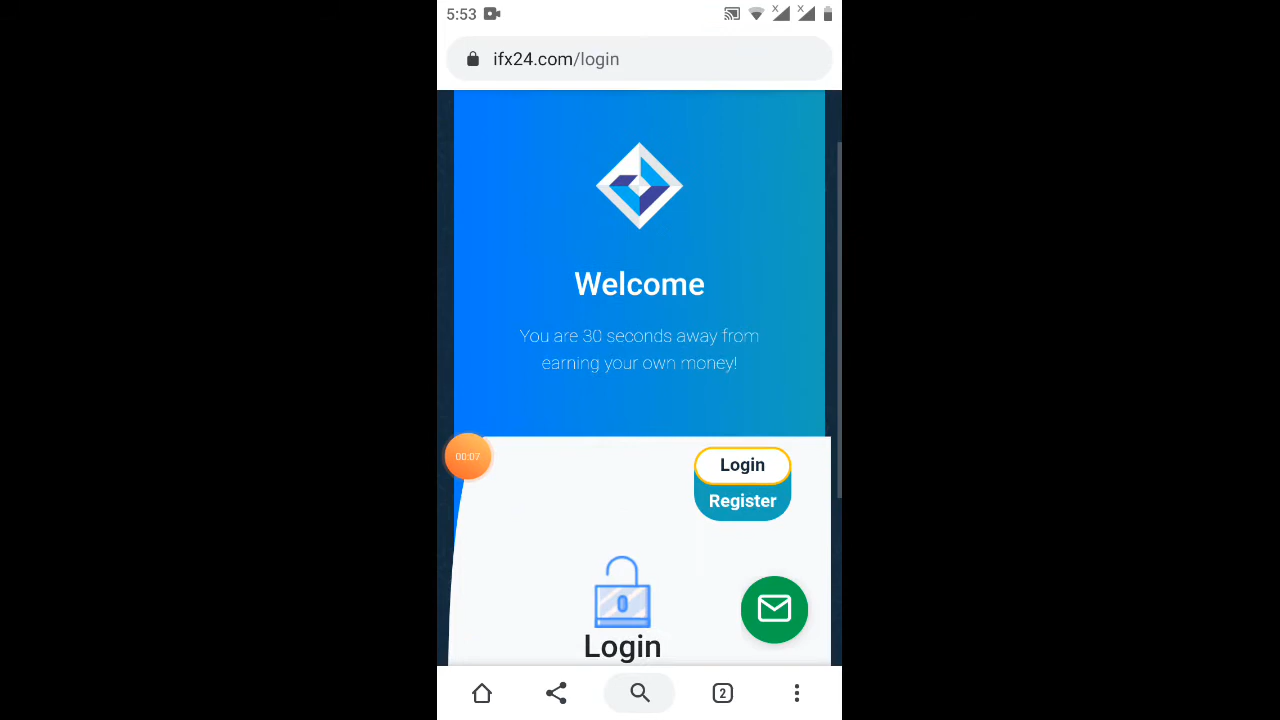 5:53
ifx24.com/login
Welcome
You are 30 seconds away from
earning your own money!
00:07
Login
Register
Login
2